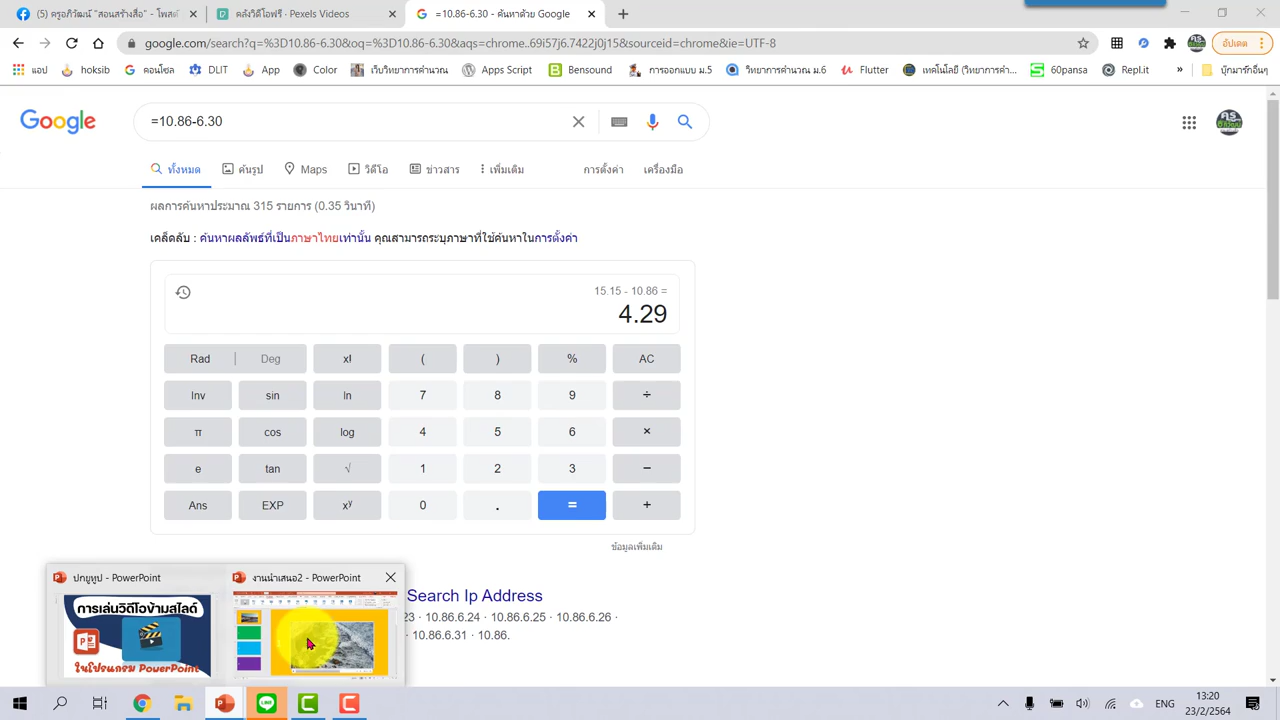 (5) ครูอภิวัฒน์ "สอนสร้างสื่อ" - โพสต์
คลังวิดีโอฟรี - Pexels Videos
=10.86-6.30 - ค้นหาด้วย Google
google.com/search?q=%3D10.86-6.30&oq=%3D10.86-6.30&aqs=chrome..69i57j6.7422j0j15&sourceid=chrome&ie=UTF-8
อัปเดต
แอป
hoksib
คอนโซล
DLIT
App
Color
เว็บวิทยาการคำนวณ
Apps Script
Bensound
การออกแบบ ม.5
วิทยาการคำนวณ ม.6
Flutter
เทคโนโลยี (วิทยาการค...
60pansa
Repl.it
»
บุ๊กมาร์กอื่นๆ
Google
=10.86-6.30
ทั้งหมด
ค้นรูป
Maps
วิดีโอ
ข่าวสาร
เพิ่มเติม
การตั้งค่า
เครื่องมือ
ผลการค้นหาประมาณ 315 รายการ (0.35 วินาที)
เคล็ดลับ : ค้นหาผลลัพธ์ที่เป็นภาษาไทยเท่านั้น คุณสามารถระบุภาษาที่ใช้ค้นหาในการตั้งค่า
15.15 - 10.86 =
4.29
Rad | Deg x! ( ) % AC
Inv sin ln 7 8 9 ÷
π cos log 4 5 6 ×
e tan √ 1 2 3 −
Ans EXP xʸ 0 . = +
ข้อมูลเพิ่มเติม
Search Ip Address
23 · 10.86.6.24 · 10.86.6.25 · 10.86.6.26 ·
· 10.86.6.31 · 10.86.
ปกยูทูป - PowerPoint
งานนำเสนอ2 - PowerPoint
การเล่นวิดีโอข้ามสไลด์
ในโปรแกรม PowerPoint
ENG
13:20
23/2/2564